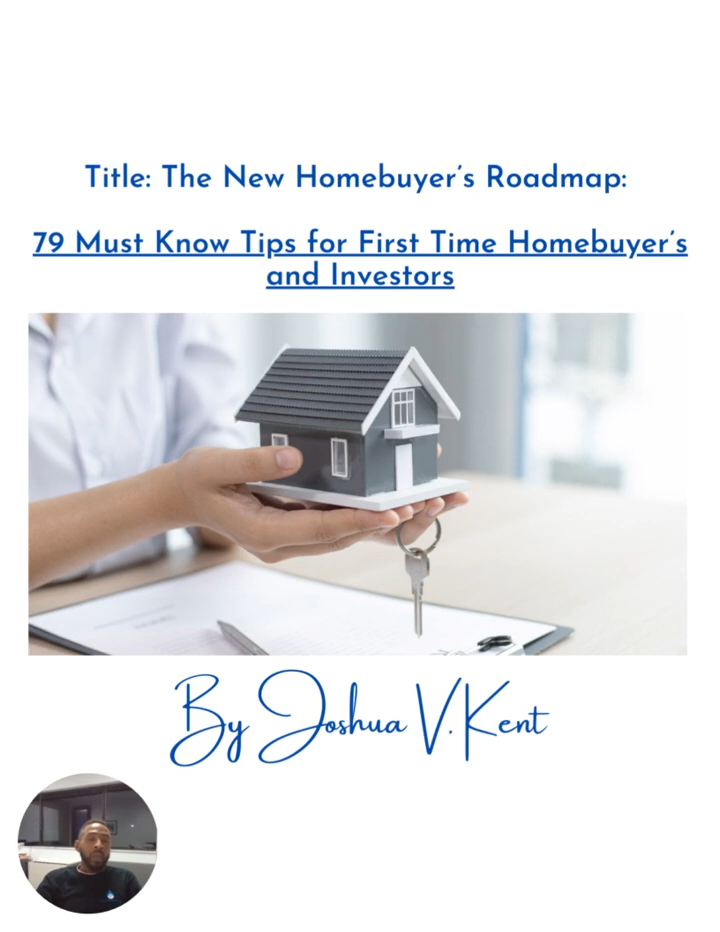 Title: The New Homebuyer's Roadmap:
79 Must Know Tips for First Time Homebuyer's
and Investors
By Joshua V. Kent